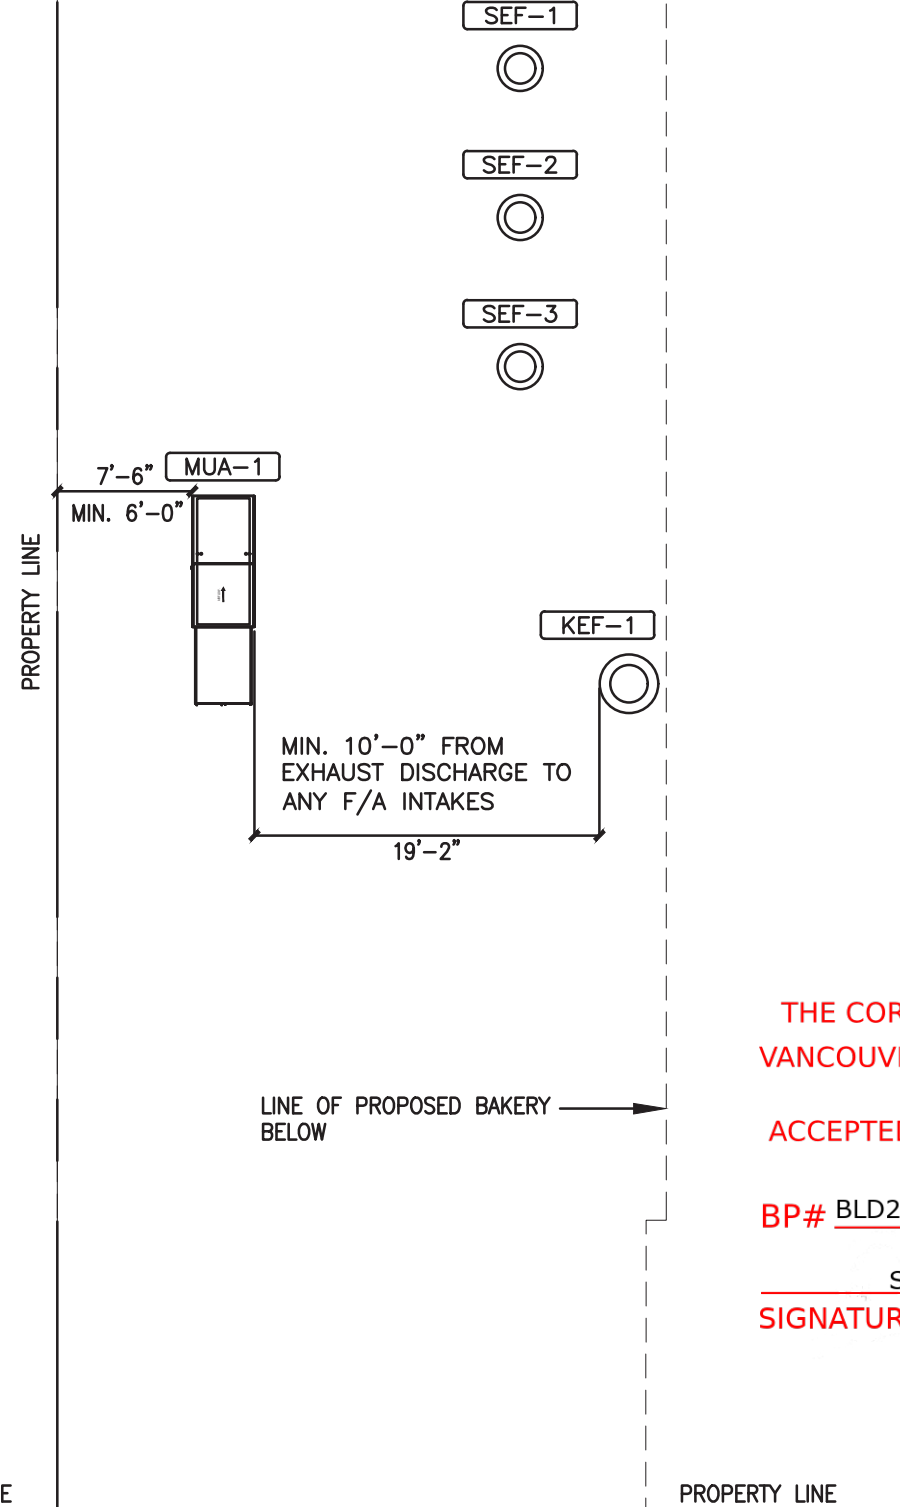 SEF-1
SEF-2
SEF-3
MUA-1
7'-6"
MIN. 6'-0"
PROPERTY LINE
KEF-1
MIN. 10'-0" FROM
EXHAUST DISCHARGE TO
ANY F/A INTAKES
19'-2"
THE COR
VANCOUV
LINE OF PROPOSED BAKERY
BELOW
ACCEPTE
BP# BLD2
S
SIGNATUR
E
PROPERTY LINE